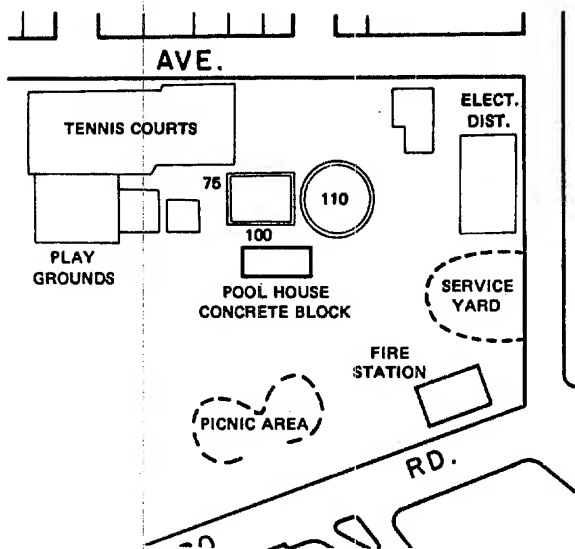 AVE.
TENNIS COURTS
ELECT.
DIST.
75
110
100
PLAY
GROUNDS
POOL HOUSE
CONCRETE BLOCK
SERVICE
YARD
FIRE
STATION
PICNIC AREA
RD.